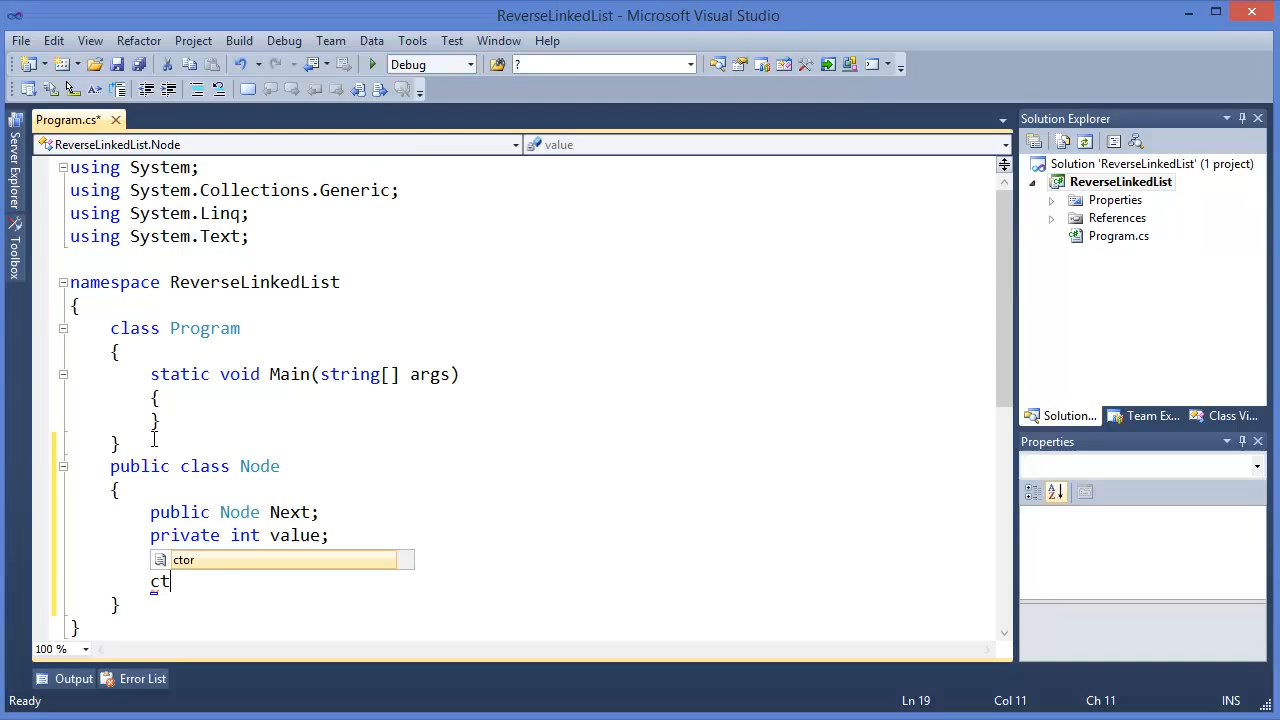 ReverseLinkedList - Microsoft Visual Studio
File Edit View Refactor Project Build Debug Team Data Tools Test Window Help
Debug ?
Server Explorer
Toolbox
Program.cs*
ReverseLinkedList.Node value
using System;
using System.Collections.Generic;
using System.Linq;
using System.Text;
namespace ReverseLinkedList
{
class Program
{
static void Main(string[] args)
{
}
}
public class Node
{
public Node Next;
private int value;
ctor
ct
}
}
100 %
Solution Explorer
Solution 'ReverseLinkedList' (1 project)
ReverseLinkedList
Properties
References
Program.cs
Solution... Team Ex... Class Vi...
Properties
Output Error List
Ready Ln 19 Col 11 Ch 11 INS